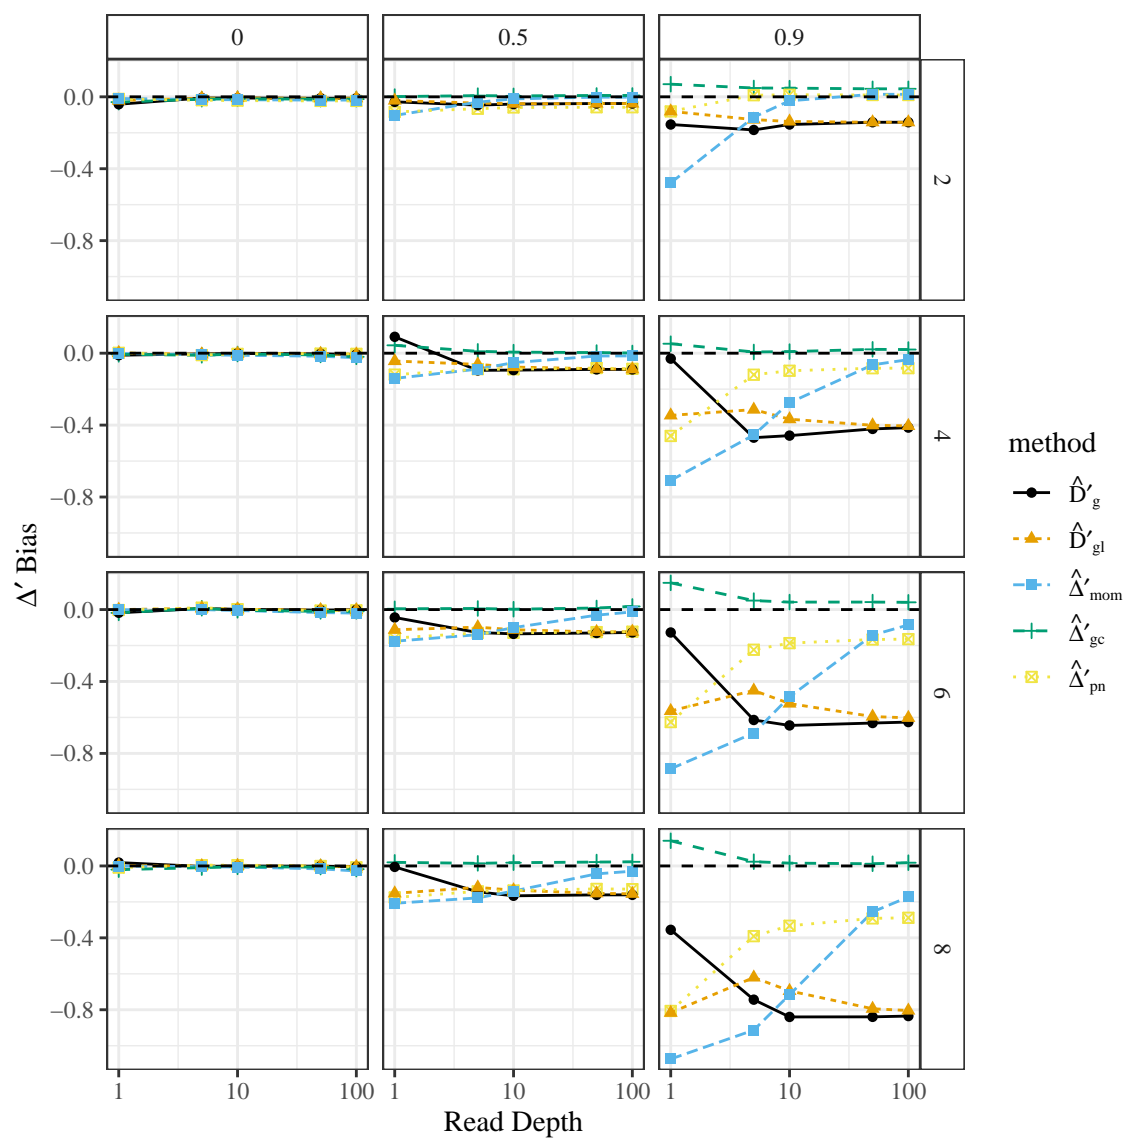 0 0.5 0.9
0.0
−0.4
−0.8
2
0.0
−0.4
−0.8
4
0.0
−0.4
−0.8
6
0.0
−0.4
−0.8
8
1 10 100 1 10 100 1 10 100
Read Depth
Δ′ Bias
method
D̂′g
D̂′gl
Δ̂′mom
Δ̂′gc
Δ̂′pn